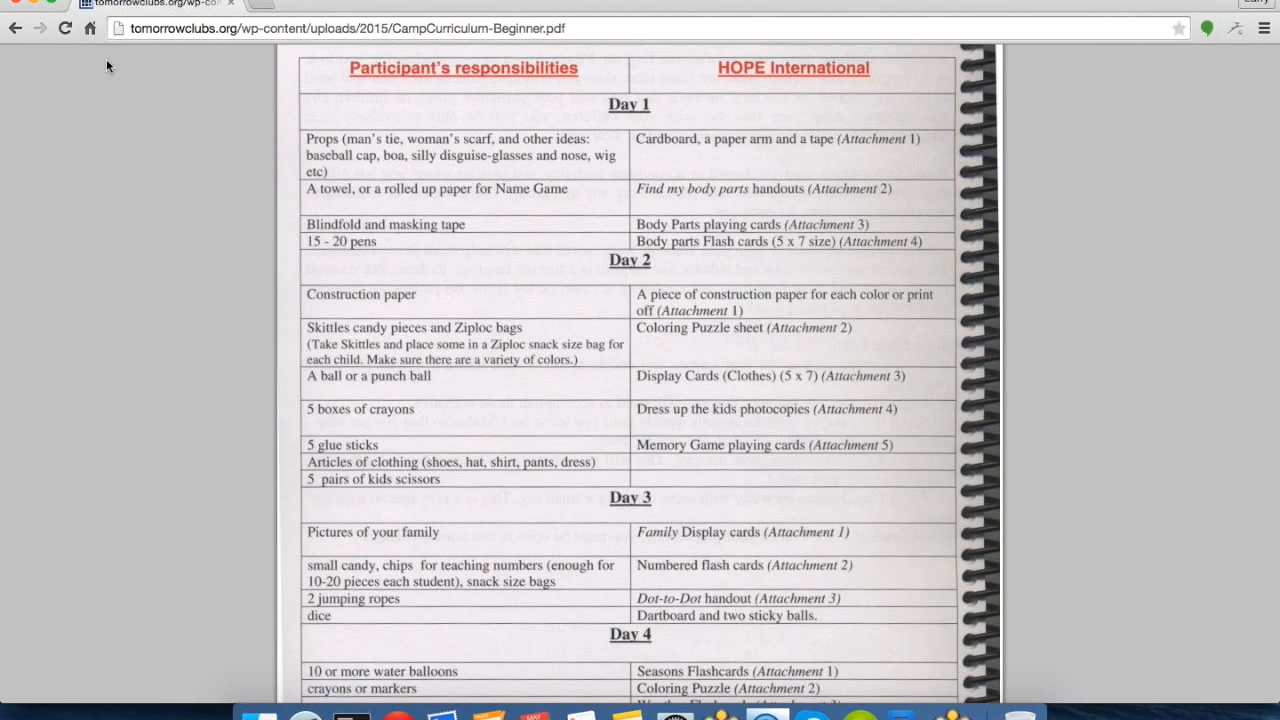 tomorrowclubs.org/wp-con
Larry
tomorrowclubs.org/wp-content/uploads/2015/CampCurriculum-Beginner.pdf
Participant's responsibilities
HOPE International
Day 1
Props (man's tie, woman's scarf, and other ideas:
baseball cap, boa, silly disguise-glasses and nose, wig
etc)
Cardboard, a paper arm and a tape (Attachment 1)
A towel, or a rolled up paper for Name Game
Find my body parts handouts (Attachment 2)
Blindfold and masking tape
Body Parts playing cards (Attachment 3)
15 - 20 pens
Body parts Flash cards (5 x 7 size) (Attachment 4)
Day 2
Construction paper
A piece of construction paper for each color or print
off (Attachment 1)
Skittles candy pieces and Ziploc bags
(Take Skittles and place some in a Ziploc snack size bag for
each child. Make sure there are a variety of colors.)
Coloring Puzzle sheet (Attachment 2)
A ball or a punch ball
Display Cards (Clothes) (5 x 7) (Attachment 3)
5 boxes of crayons
Dress up the kids photocopies (Attachment 4)
5 glue sticks
Memory Game playing cards (Attachment 5)
Articles of clothing (shoes, hat, shirt, pants, dress)
5 pairs of kids scissors
Day 3
Pictures of your family
Family Display cards (Attachment 1)
small candy, chips for teaching numbers (enough for
10-20 pieces each student), snack size bags
Numbered flash cards (Attachment 2)
2 jumping ropes
Dot-to-Dot handout (Attachment 3)
dice
Dartboard and two sticky balls.
Day 4
10 or more water balloons
Seasons Flashcards (Attachment 1)
crayons or markers
Coloring Puzzle (Attachment 2)
MAY